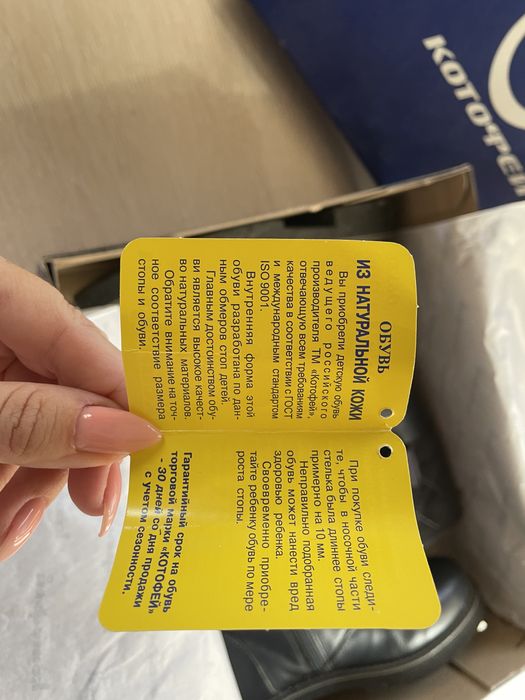 КОТОФЕЙ
ОБУВЬ
ИЗ НАТУРАЛЬНОЙ КОЖИ
Вы приобрели детскую обувь
ведущего российского
производителя ТМ «Котофей»,
отвечающую всем требованиям
качества в соответствии с ГОСТ
и международным стандартом
ISO 9001.
Внутренняя форма этой
обуви разработана по дан-
ным обмеров стоп детей.
Главным достоинством обу-
ви является высокое качест-
во натуральных материалов.
Обратите внимание на точ-
ное соответствие размера
стопы и обуви.
При покупке обуви следи-
те, чтобы в носочной части
стелька была длиннее стопы
примерно на 10 мм.
Неправильно подобранная
обувь может нанести вред
здоровью ребенка.
Своевременно приобре-
тайте ребенку обувь по мере
роста стопы.
Гарантийный срок на обувь
торговой марки «КОТОФЕЙ»
- 30 дней со дня продажи
с учетом сезонности.